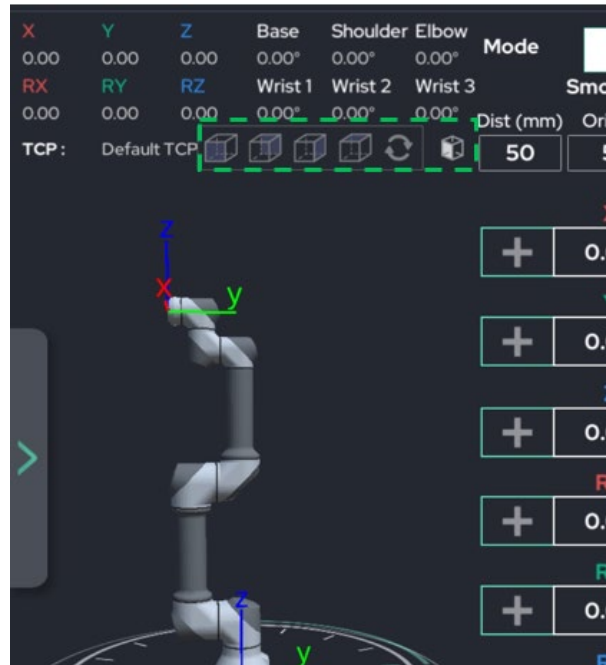 X Y Z Base Shoulder Elbow
0.00 0.00 0.00 0.00° 0.00° 0.00°
Mode
RX RY RZ Wrist 1 Wrist 2 Wrist 3
0.00 0.00 0.00 0.00° 0.00° 0.00°
Dist (mm)
TCP : Default TCP
50
z
x
y
z
y